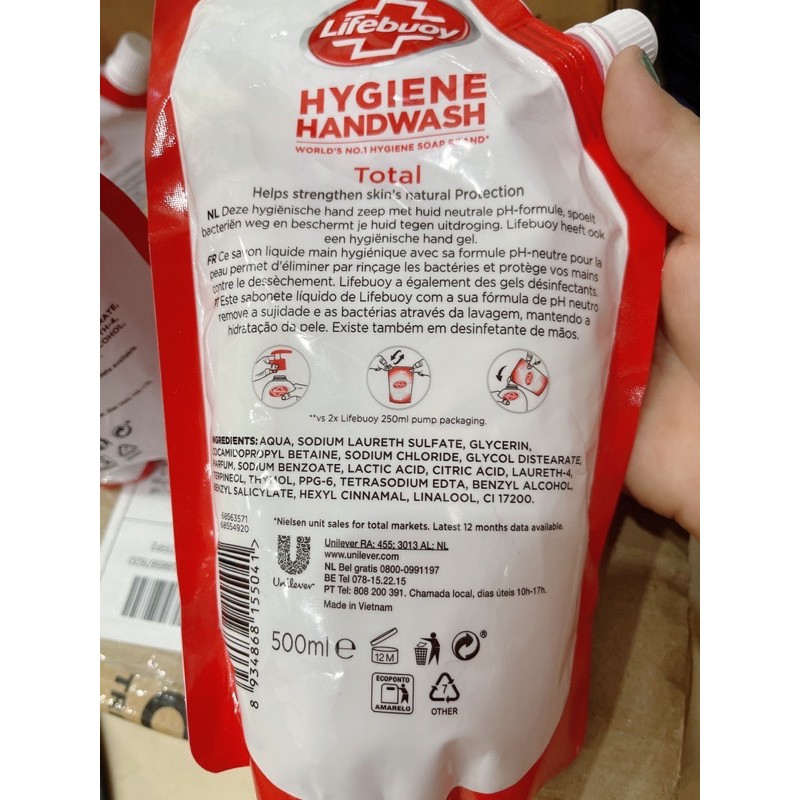 Lifebuoy
HYGIENE
HANDWASH
WORLD'S NO.1 HYGIENE SOAP BRAND*
Total
Helps strengthen skin's natural Protection
NL Deze hygiënische hand zeep met huid neutrale pH-formule, spoelt
bacteriën weg en beschermt je huid tegen uitdroging. Lifebuoy heeft ook
een hygiënische hand gel.
FR Ce savon liquide main hygiénique avec sa formule pH-neutre pour la
peau permet d'éliminer par rinçage les bactéries et protège vos mains
contre le dessèchement. Lifebuoy a également des gels désinfectants.
PT Este sabonete líquido de Lifebuoy com a sua fórmula de pH neutro
remove a sujidade e as bactérias através da lavagem, mantendo a
hidratação da pele. Existe também em desinfetante de mãos.
**vs 2x Lifebuoy 250ml pump packaging.
INGREDIENTS: AQUA, SODIUM LAURETH SULFATE, GLYCERIN,
COCAMILOPROPYL BETAINE, SODIUM CHLORIDE, GLYCOL DISTEARATE,
PARFUM, SODIUM BENZOATE, LACTIC ACID, CITRIC ACID, LAURETH-4,
TERPINEOL, THYMOL, PPG-6, TETRASODIUM EDTA, BENZYL ALCOHOL,
BENZYL SALICYLATE, HEXYL CINNAMAL, LINALOOL, CI 17200.
68563571
68554920
*Nielsen unit sales for total markets. Latest 12 months data available.
Unilever
Unilever RA: 455; 3013 AL: NL
www.unilever.com
NL Bel gratis 0800-0991197
BE Tel 078-15.22.15
PT Tel: 808 200 391. Chamada local, dias úteis 10h-17h.
Made in Vietnam
8 934868 155041 >
500ml e
12M
®
ECOPONTO
AMARELO
7
OTHER